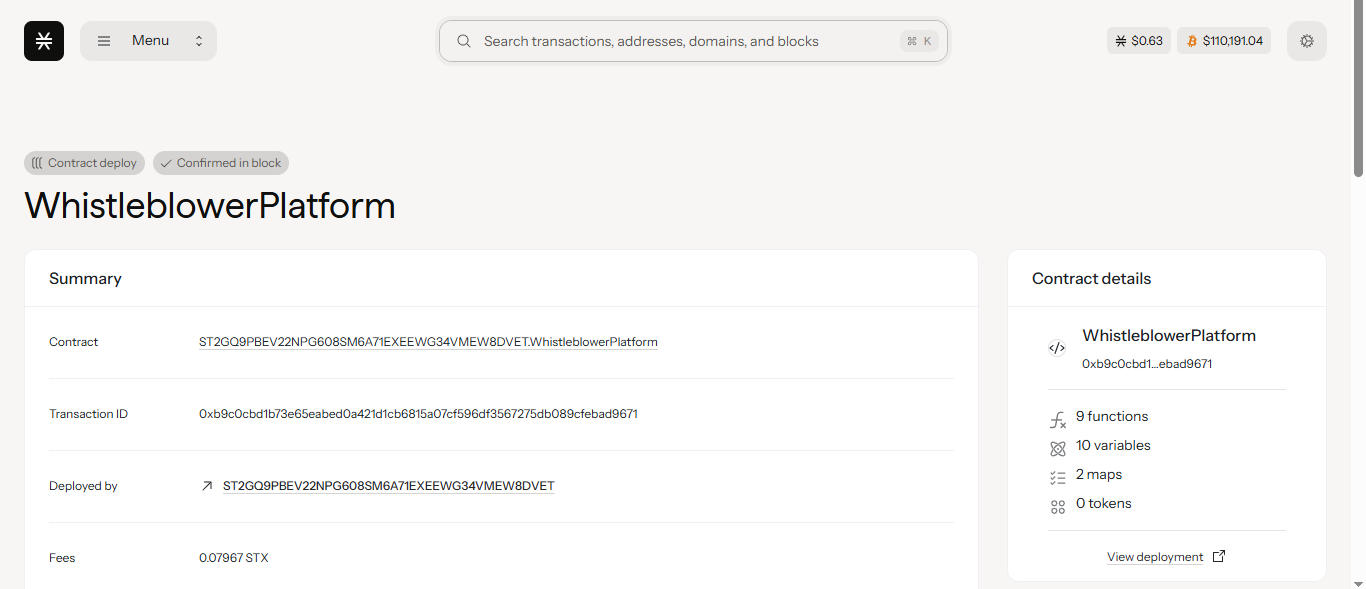 Menu
Search transactions, addresses, domains, and blocks
⌘ K
$0.63
$110,191.04
Contract deploy
Confirmed in block
WhistleblowerPlatform
Summary
Contract
ST2GQ9PBEV22NPG608SM6A71EXEEWG34VMEW8DVET.WhistleblowerPlatform
Transaction ID
0xb9c0cbd1b73e65eabed0a421d1cb6815a07cf596df3567275db089cfebad9671
Deployed by
ST2GQ9PBEV22NPG608SM6A71EXEEWG34VMEW8DVET
Fees
0.07967 STX
Contract details
WhistleblowerPlatform
0xb9c0cbd1...ebad9671
9 functions
10 variables
2 maps
0 tokens
View deployment